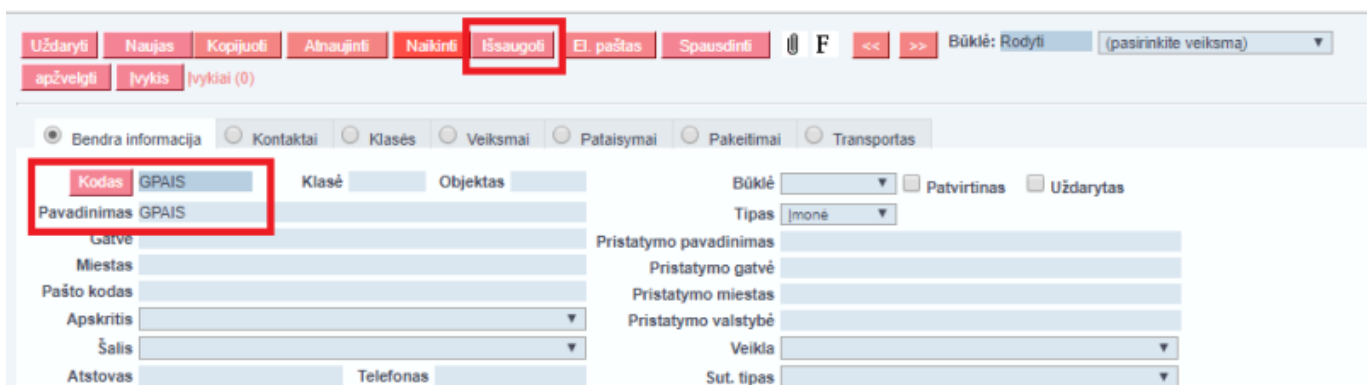 Uždaryti Naujas Kopijuoti Atnaujinti Naikinti Išsaugoti El. paštas Spausdinti F << >> Būklė: Rodyti (pasirinkite veiksmą)
apžvelgti Įvykis Įvykiai (0)
Bendra informacija Kontaktai Klasės Veiksmai Pataisymai Pakeitimai Transportas
Kodas GPAIS Klasė Objektas Būklė Patvirtinas Uždarytas
Pavadinimas GPAIS Tipas Įmonė
Gatvė Pristatymo pavadinimas
Miestas Pristatymo gatvė
Pašto kodas Pristatymo miestas
Apskritis Pristatymo valstybė
Šalis Veikla
Atstovas Telefonas Sut. tipas